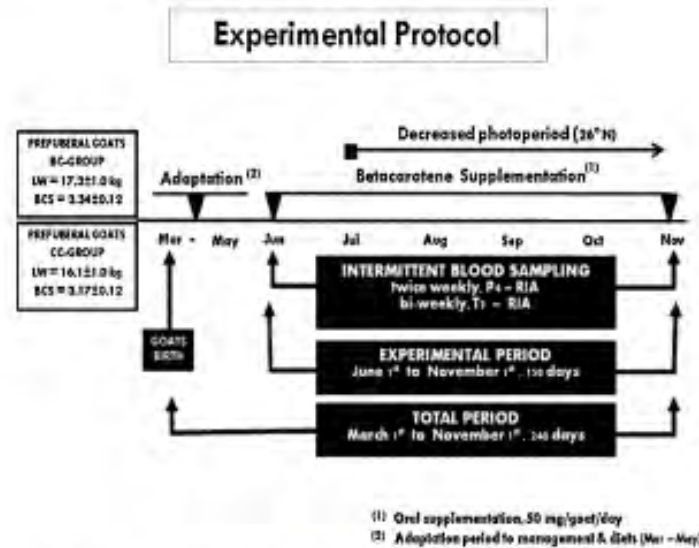 Experimental Protocol
Decreased photoperiod (26°N)
PREPUBERAL GOATS
BC-GROUP
LW = 17.3±1.0 kg
BCS = 3.34±0.12
Adaptation (2)
Betacarotene Supplementation (1)
PREPUBERAL GOATS
CC-GROUP
LW = 16.1±1.0 kg
BCS = 3.17±0.12
Mar - May Jun Jul Aug Sep Oct Nov
INTERMITTENT BLOOD SAMPLING
twice weekly, P4 – RIA
bi-weekly, T3 – RIA
GOATS
BIRTH
EXPERIMENTAL PERIOD
June 1st to November 1st, 150 days
TOTAL PERIOD
March 1st to November 1st, 240 days
(1) Oral supplementation, 50 mg/goat/day
(2) Adaptation period to management & diets (Mar – May)